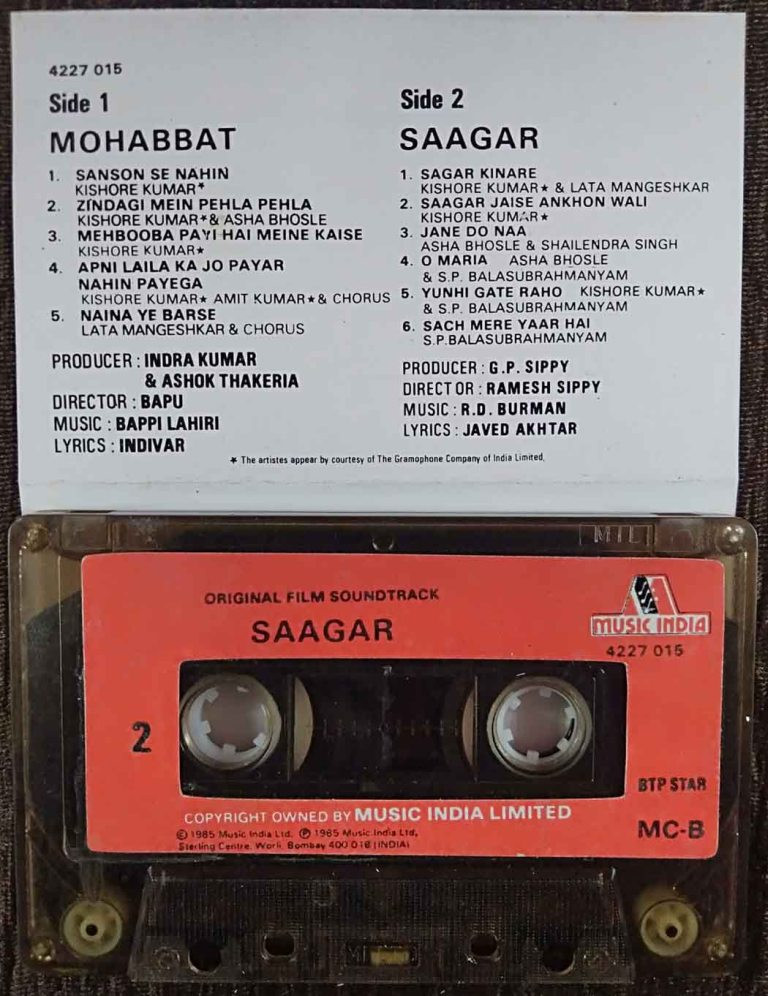 4227 015
Side 1
MOHABBAT
1. SANSON SE NAHIN
KISHORE KUMAR*
2. ZINDAGI MEIN PEHLA PEHLA
KISHORE KUMAR*& ASHA BHOSLE
3. MEHBOOBA PAYI HAI MEINE KAISE
KISHORE KUMAR★
4. APNI LAILA KA JO PAYAR
NAHIN PAYEGA
KISHORE KUMAR★ AMIT KUMAR★& CHORUS
5. NAINA YE BARSE
LATA MANGESHKAR & CHORUS
PRODUCER : INDRA KUMAR
& ASHOK THAKERIA
DIRECTOR : BAPU
MUSIC : BAPPI LAHIRI
LYRICS : INDIVAR
Side 2
SAAGAR
1. SAGAR KINARE
KISHORE KUMAR★ & LATA MANGESHKAR
2. SAAGAR JAISE ANKHON WALI
KISHORE KUMAR★
3. JANE DO NAA
ASHA BHOSLE & SHAILENDRA SINGH
4. O MARIA ASHA BHOSLE
& S.P. BALASUBRAHMANYAM
5. YUNHI GATE RAHO KISHORE KUMAR★
& S.P. BALASUBRAHMANYAM
6. SACH MERE YAAR HAI
S.P.BALASUBRAHMANYAM
PRODUCER : G.P. SIPPY
DIRECTOR : RAMESH SIPPY
MUSIC : R.D. BURMAN
LYRICS : JAVED AKHTAR
★ The artistes appear by courtesy of The Gramophone Company of India Limited.
MIL
ORIGINAL FILM SOUNDTRACK
SAAGAR
MUSIC INDIA
4227 015
2
BTP STAR
MC-B
COPYRIGHT OWNED BY MUSIC INDIA LIMITED
© 1985 Music India Ltd. ℗ 1985 Music India Ltd,
Sterling Centre, Worli, Bombay 400 018 (INDIA)